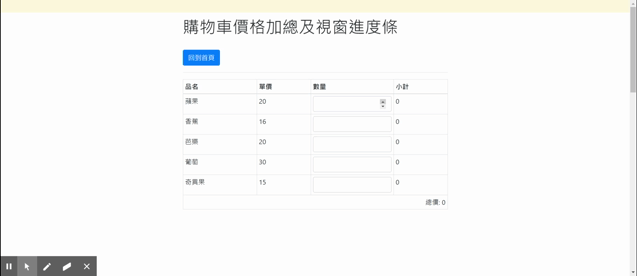 購物車價格加總及視窗進度條
回到首頁
品名 單價 數量 小計
蘋果 20 0
香蕉 16 0
芭樂 20 0
葡萄 30 0
奇異果 15 0
總價: 0